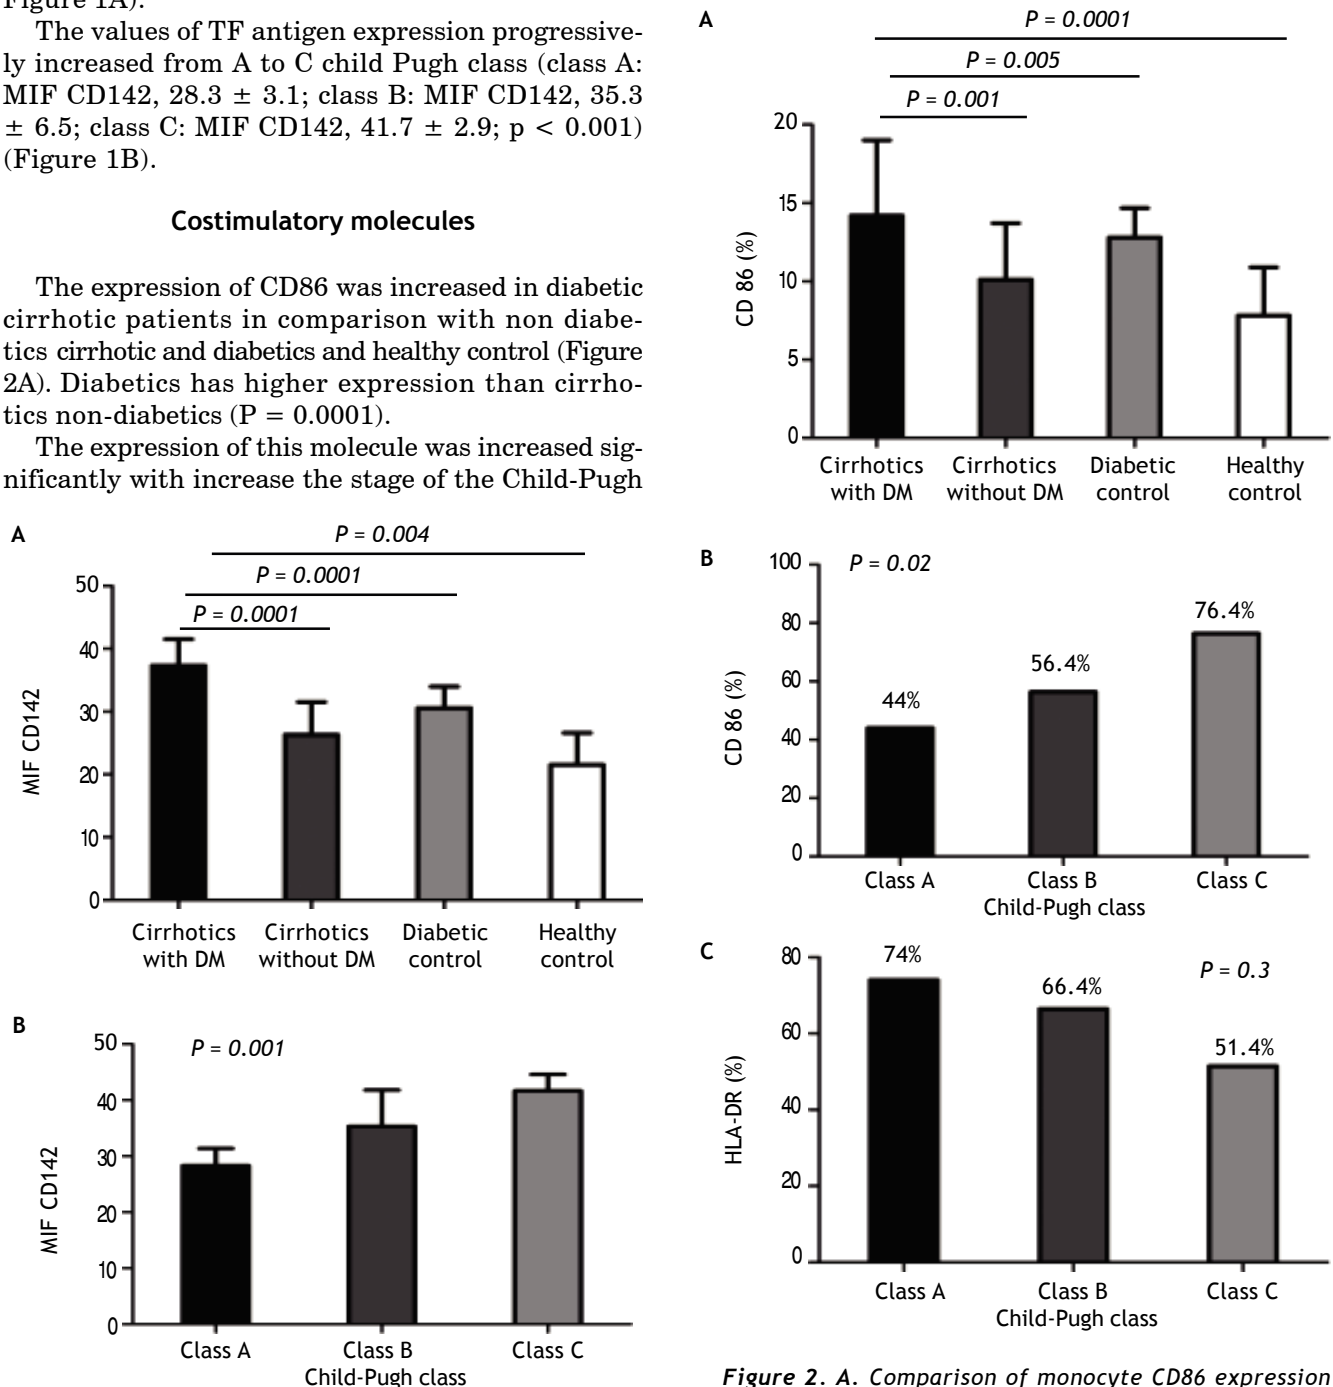 Figure 1A).
The values of TF antigen expression progressive-
ly increased from A to C child Pugh class (class A:
MIF CD142, 28.3 ± 3.1; class B: MIF CD142, 35.3
± 6.5; class C: MIF CD142, 41.7 ± 2.9; p < 0.001)
(Figure 1B).
Costimulatory molecules
The expression of CD86 was increased in diabetic
cirrhotic patients in comparison with non diabe-
tics cirrhotic and diabetics and healthy control (Figure
2A). Diabetics has higher expression than cirrho-
tics non-diabetics (P = 0.0001).
The expression of this molecule was increased sig-
nificantly with increase the stage of the Child-Pugh
A
P = 0.004
P = 0.0001
P = 0.0001
50
40
30
20
10
0
MIF CD142
Cirrhotics with DM
Cirrhotics without DM
Diabetic control
Healthy control
B
P = 0.001
50
40
30
20
10
0
MIF CD142
Class A
Class B
Class C
Child-Pugh class
A
P = 0.0001
P = 0.005
P = 0.001
20
15
10
5
0
CD 86 (%)
Cirrhotics with DM
Cirrhotics without DM
Diabetic control
Healthy control
B
P = 0.02
100
80
60
40
20
0
CD 86 (%)
44%
56.4%
76.4%
Class A
Class B
Class C
Child-Pugh class
C
P = 0.3
80
60
40
20
0
HLA-DR (%)
74%
66.4%
51.4%
Class A
Class B
Class C
Child-Pugh class
Figure 2. A. Comparison of monocyte CD86 expression